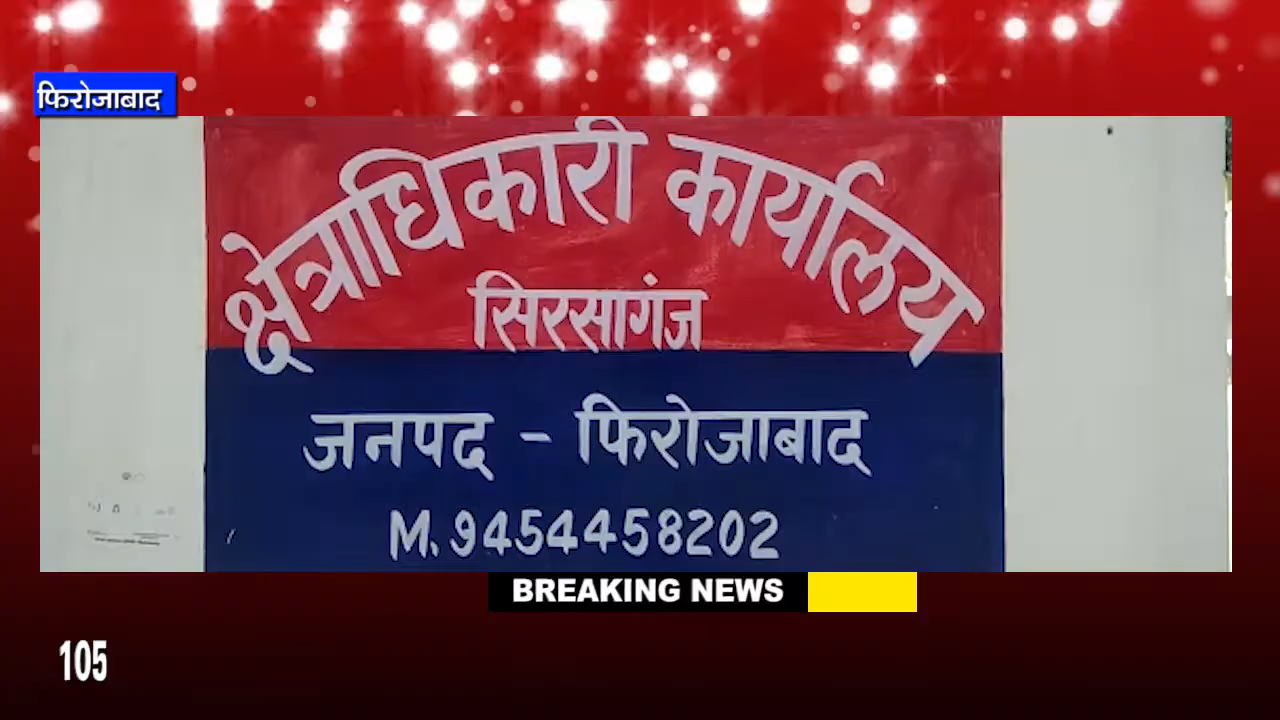 फिरोजाबाद
क्षेत्राधिकारी कार्यालय
सिरसागंज
जनपद - फिरोजाबाद
M. 9454458202
BREAKING NEWS
105